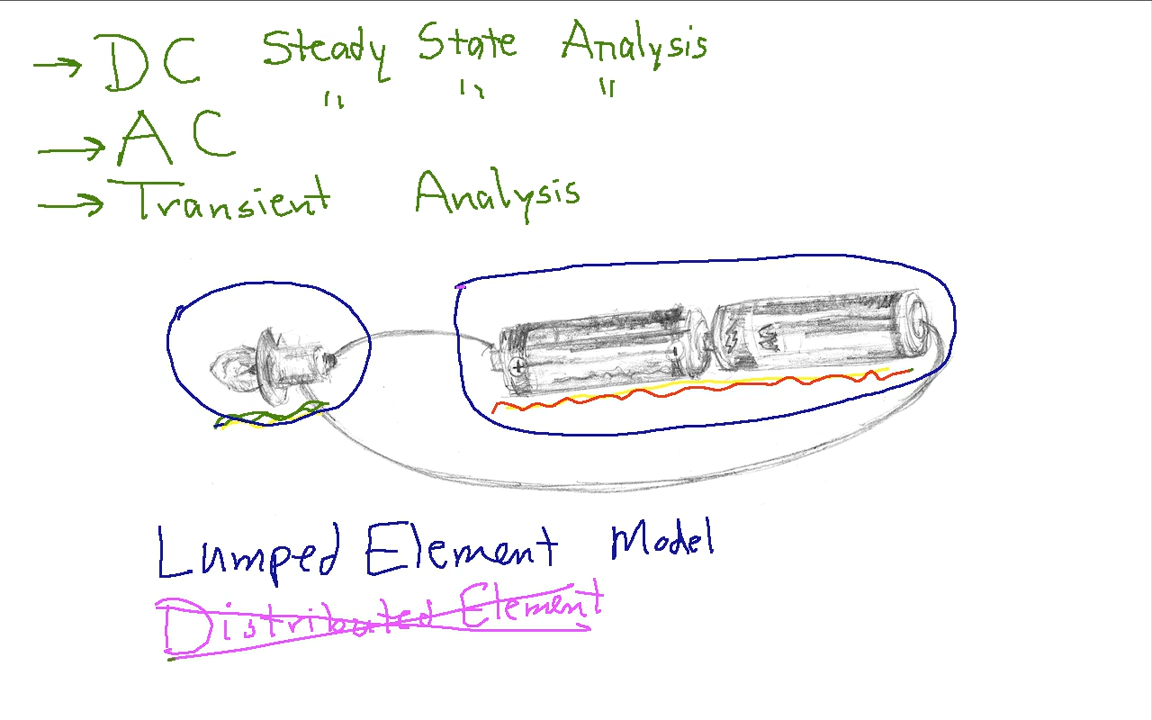 → DC Steady State Analysis
" " "
→ AC
→ Transient Analysis
+ - +
Lumped Element Model
Distributed Element